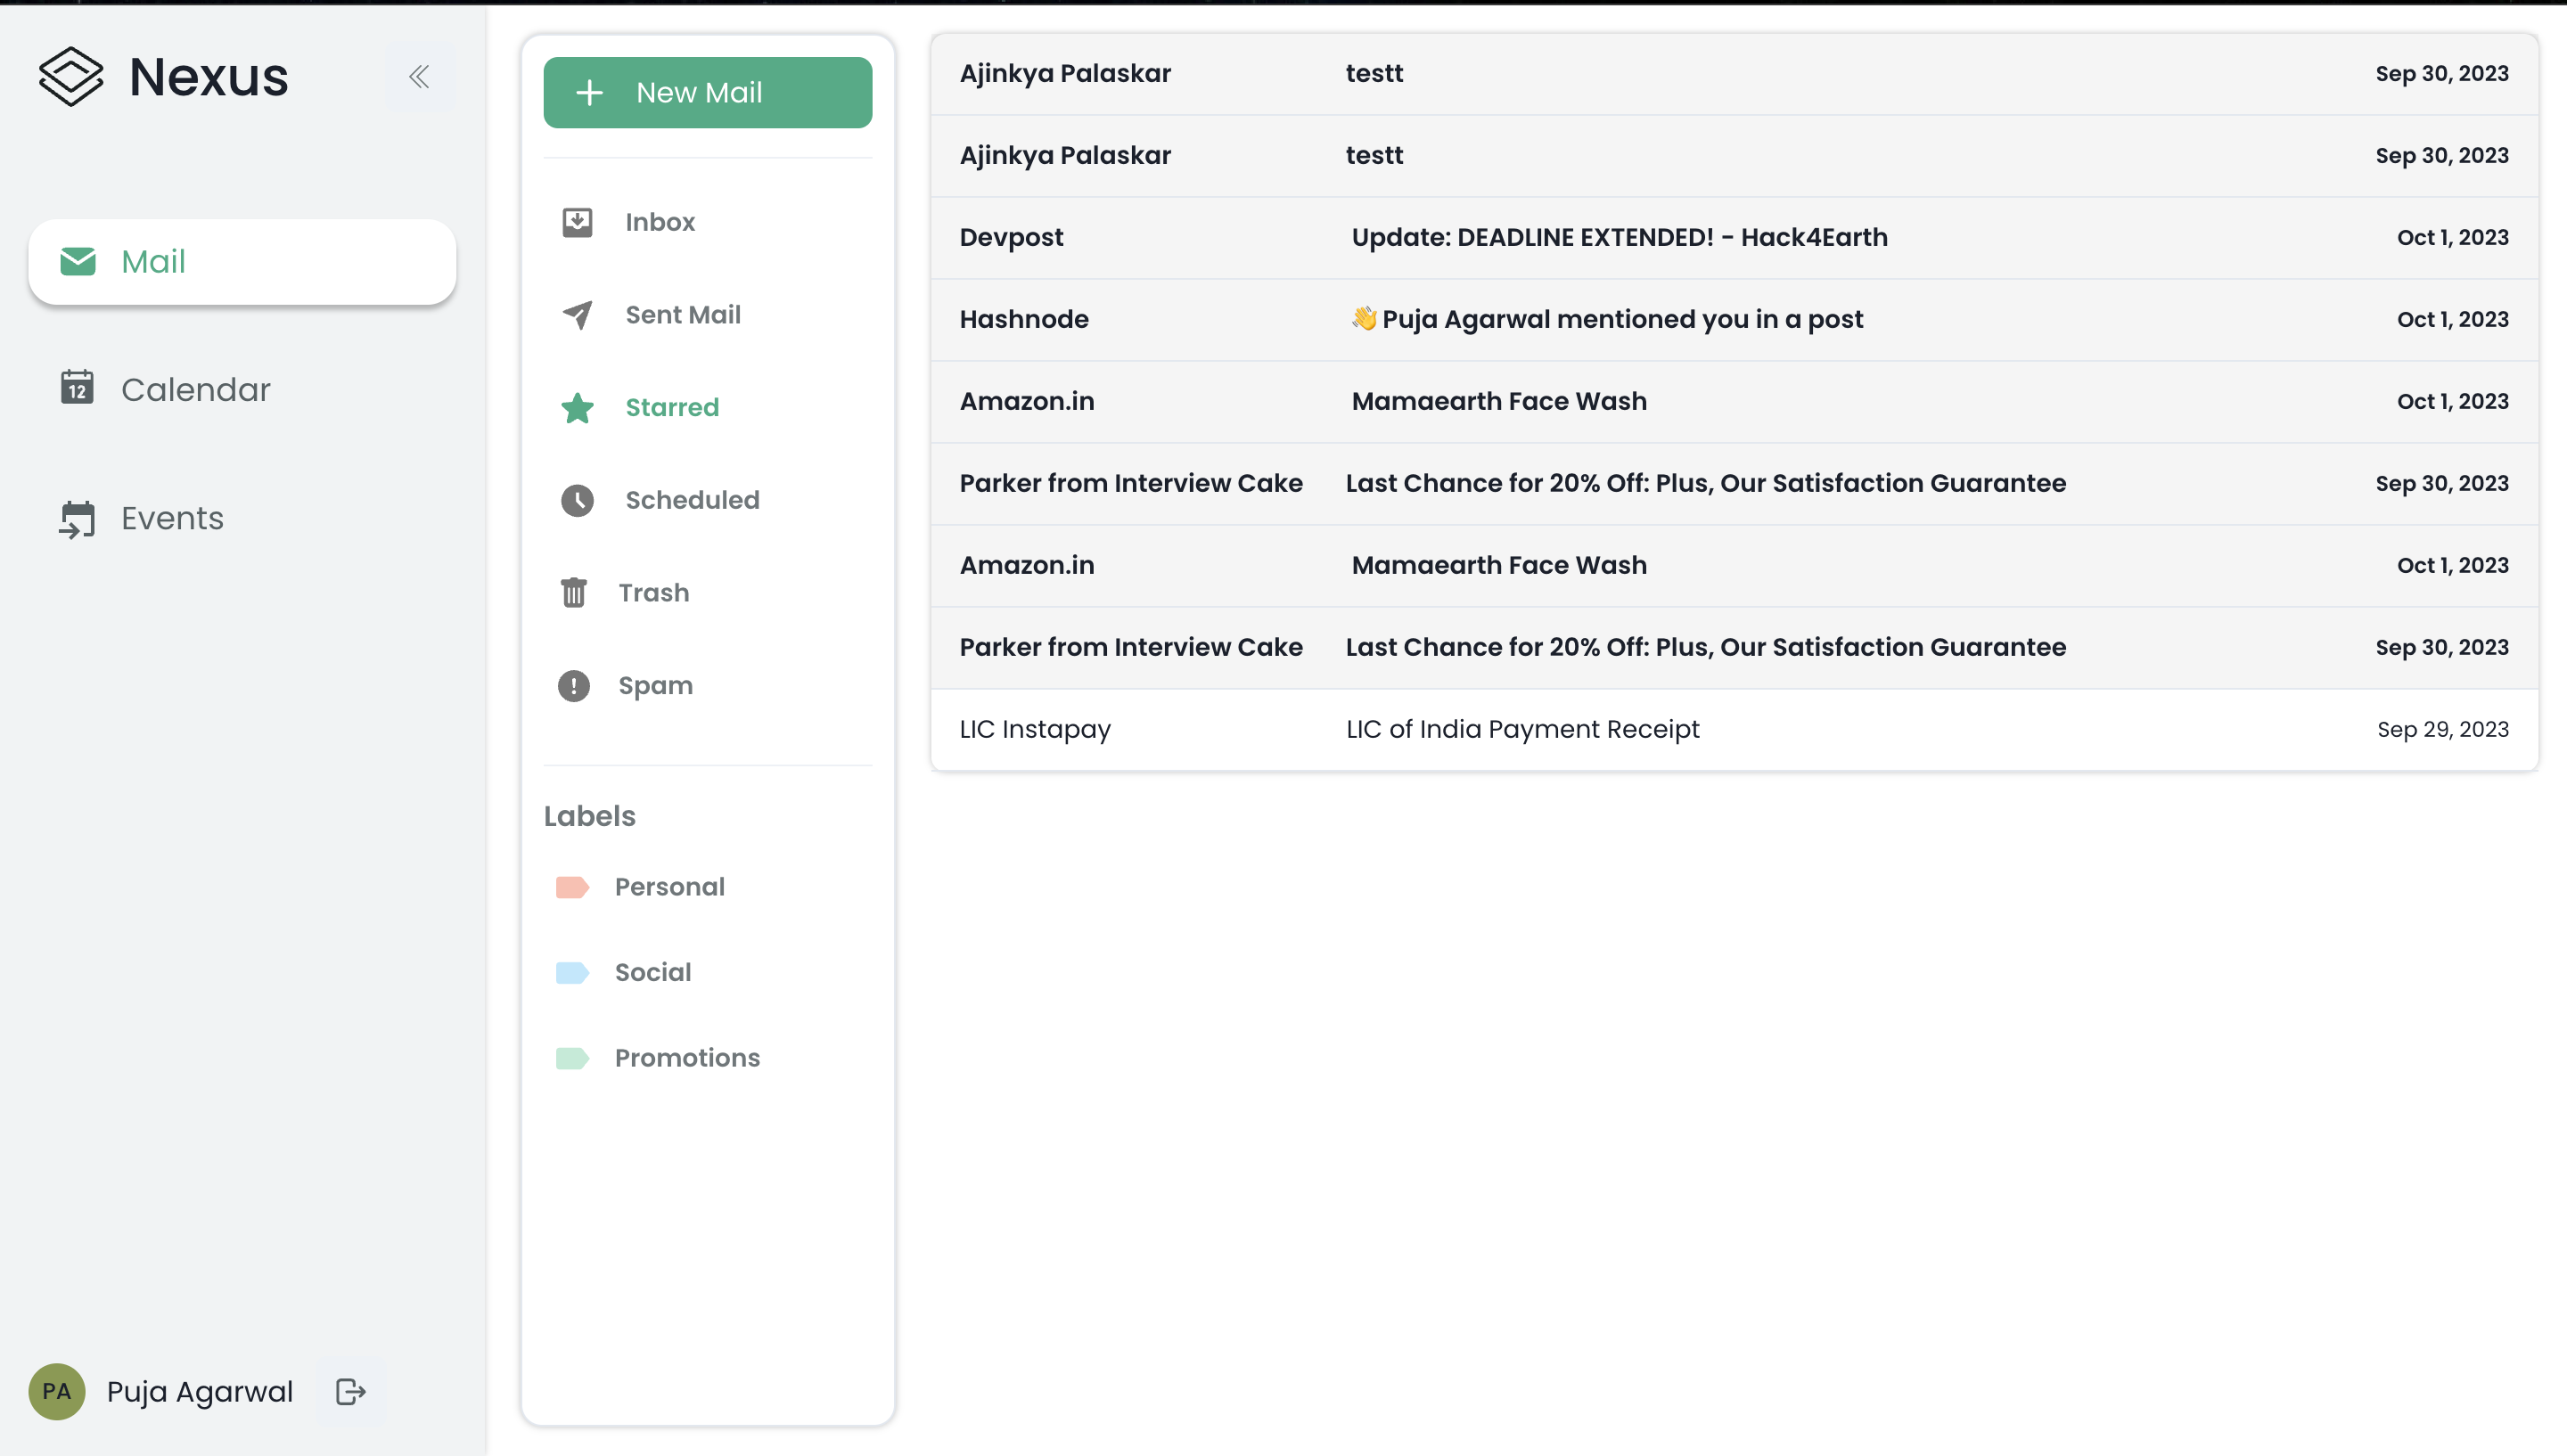 Nexus
Mail
12
Calendar
Events
PA
Puja Agarwal
New Mail
Inbox
Sent Mail
Starred
Scheduled
Trash
Spam
Labels
Personal
Social
Promotions
Ajinkya Palaskar testt Sep 30, 2023
Ajinkya Palaskar testt Sep 30, 2023
Devpost Update: DEADLINE EXTENDED! - Hack4Earth Oct 1, 2023
Hashnode 👋 Puja Agarwal mentioned you in a post Oct 1, 2023
Amazon.in Mamaearth Face Wash Oct 1, 2023
Parker from Interview Cake Last Chance for 20% Off: Plus, Our Satisfaction Guarantee Sep 30, 2023
Amazon.in Mamaearth Face Wash Oct 1, 2023
Parker from Interview Cake Last Chance for 20% Off: Plus, Our Satisfaction Guarantee Sep 30, 2023
LIC Instapay LIC of India Payment Receipt Sep 29, 2023